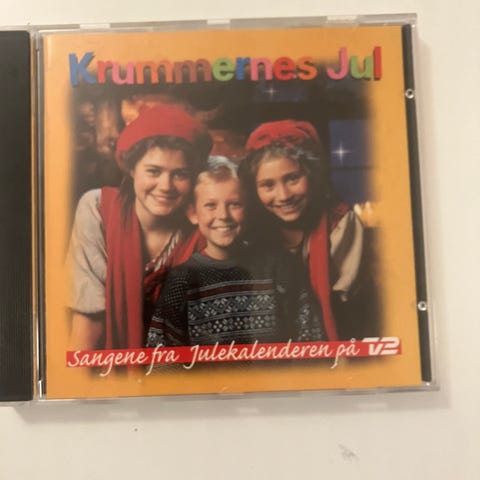 Krummernes Jul
Sangene fra Julekalenderen på TV2